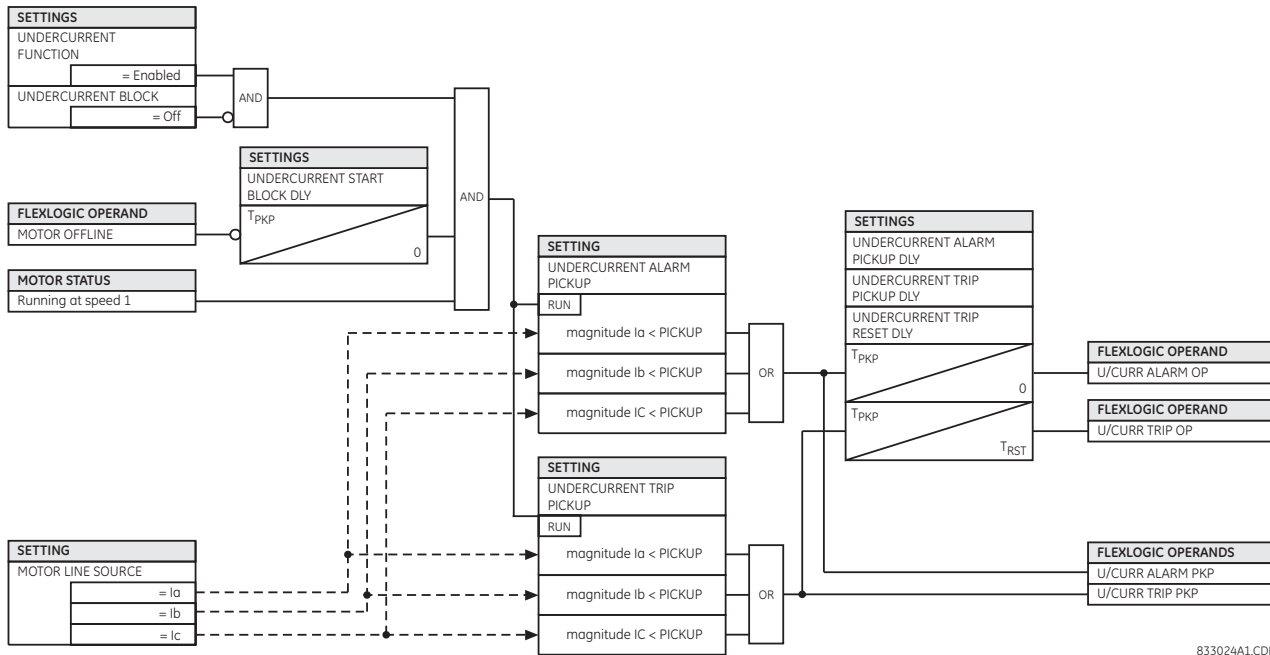 SETTINGS
UNDERCURRENT
FUNCTION
= Enabled
UNDERCURRENT BLOCK
= Off
AND
SETTINGS
UNDERCURRENT START
BLOCK DLY
TPKP
0
FLEXLOGIC OPERAND
MOTOR OFFLINE
MOTOR STATUS
Running at speed 1
AND
SETTING
UNDERCURRENT ALARM
PICKUP
RUN
magnitude Ia < PICKUP
magnitude Ib < PICKUP
magnitude IC < PICKUP
OR
SETTING
UNDERCURRENT TRIP
PICKUP
RUN
magnitude Ia < PICKUP
magnitude Ib < PICKUP
magnitude IC < PICKUP
OR
SETTING
MOTOR LINE SOURCE
= Ia
= Ib
= Ic
SETTINGS
UNDERCURRENT ALARM
PICKUP DLY
UNDERCURRENT TRIP
PICKUP DLY
UNDERCURRENT TRIP
RESET DLY
TPKP
0
TPKP
TRST
FLEXLOGIC OPERAND
U/CURR ALARM OP
FLEXLOGIC OPERAND
U/CURR TRIP OP
FLEXLOGIC OPERANDS
U/CURR ALARM PKP
U/CURR TRIP PKP